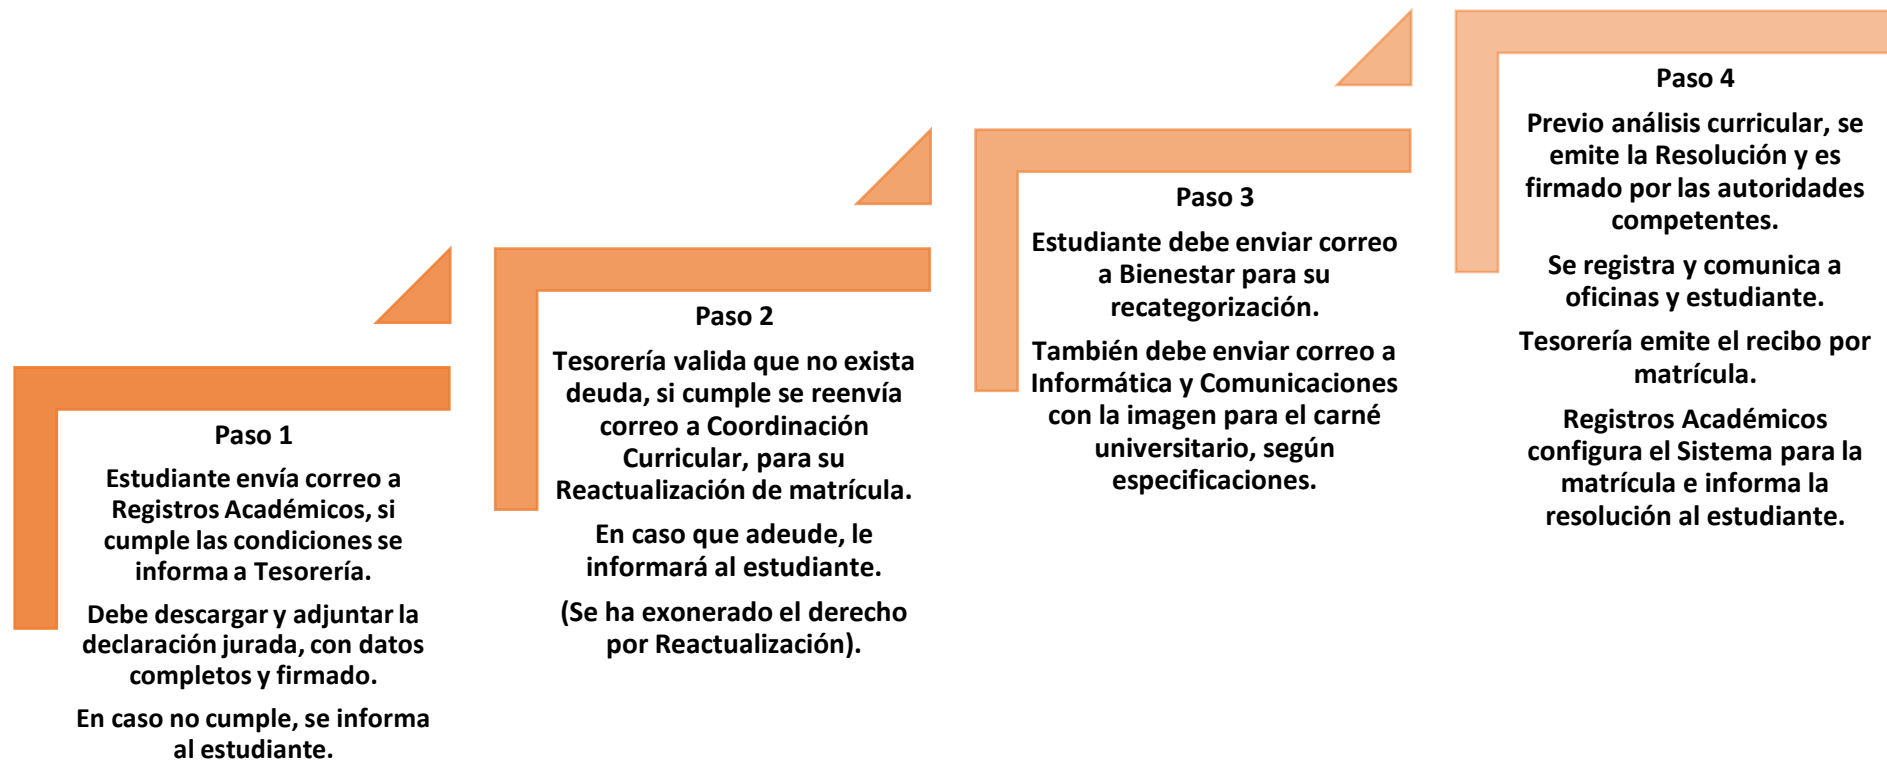 Paso 1
Estudiante envía correo a
Registros Académicos, si
cumple las condiciones se
informa a Tesorería.
Debe descargar y adjuntar la
declaración jurada, con datos
completos y firmado.
En caso no cumple, se informa
al estudiante.
Paso 2
Tesorería valida que no exista
deuda, si cumple se reenvía
correo a Coordinación
Curricular, para su
Reactualización de matrícula.
En caso que adeude, le
informará al estudiante.
(Se ha exonerado el derecho
por Reactualización).
Paso 3
Estudiante debe enviar correo
a Bienestar para su
recategorización.
También debe enviar correo a
Informática y Comunicaciones
con la imagen para el carné
universitario, según
especificaciones.
Paso 4
Previo análisis curricular, se
emite la Resolución y es
firmado por las autoridades
competentes.
Se registra y comunica a
oficinas y estudiante.
Tesorería emite el recibo por
matrícula.
Registros Académicos
configura el Sistema para la
matrícula e informa la
resolución al estudiante.